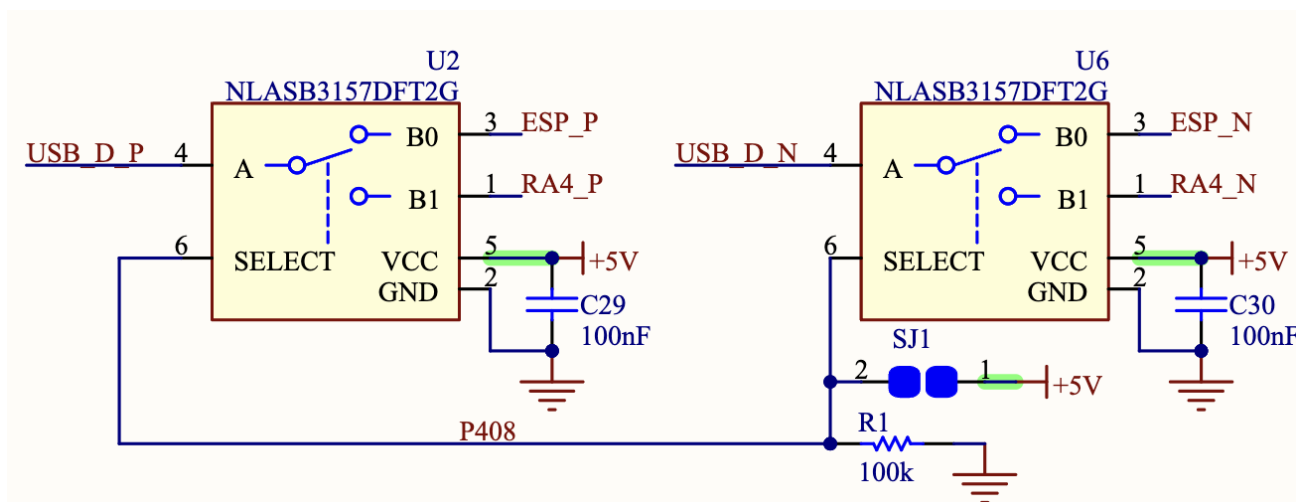 U2
NLASB3157DFT2G
USB_D_P
4
A
B0
3
ESP_P
B1
1
RA4_P
6
SELECT
VCC
5
+5V
GND
2
C29
100nF
U6
NLASB3157DFT2G
USB_D_N
4
A
B0
3
ESP_N
B1
1
RA4_N
6
SELECT
VCC
5
+5V
GND
2
C30
100nF
SJ1
2
1
+5V
P408
R1
100k